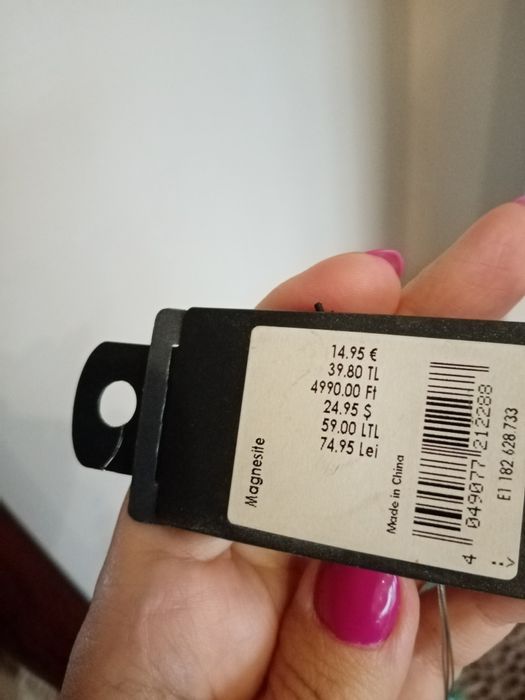 14.95 €
39.80 TL
4990.00 Ft
24.95 $
59.00 LTL
74.95 Lei
Magnesite
Made in China
4 049077 212288
E1 182 628 733